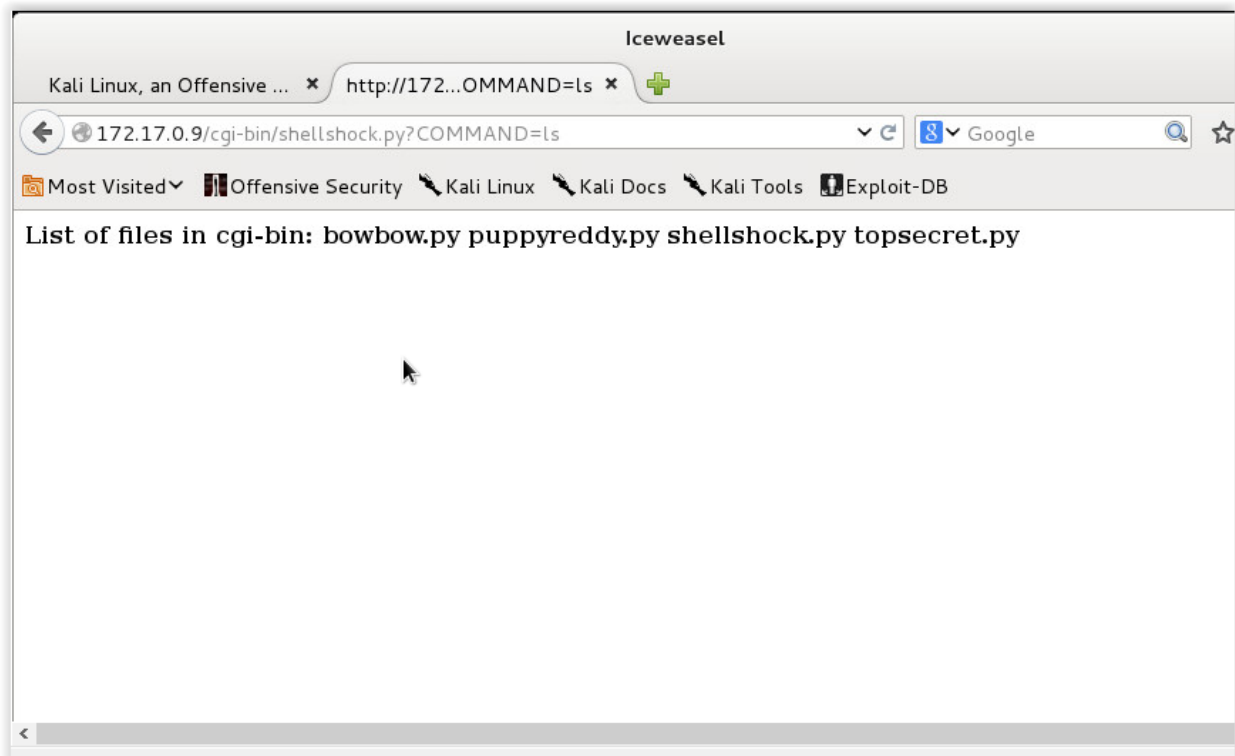 Iceweasel
Kali Linux, an Offensive ... http://172...OMMAND=ls
172.17.0.9/cgi-bin/shellshock.py?COMMAND=ls 8 Google
Most Visited Offensive Security Kali Linux Kali Docs Kali Tools Exploit-DB
List of files in cgi-bin: bowbow.py puppyreddy.py shellshock.py topsecret.py